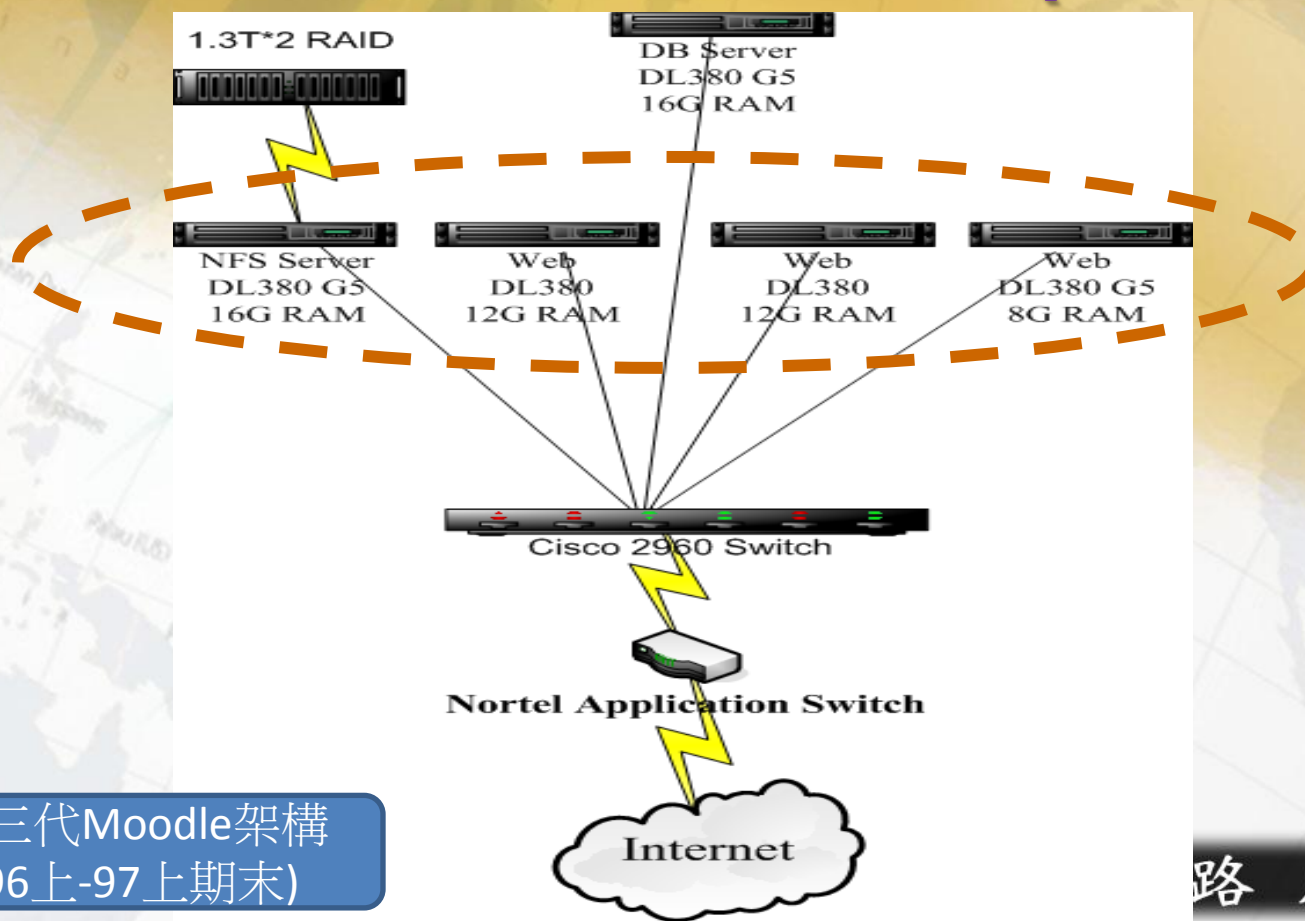 1.3T*2 RAID
DB Server
DL380 G5
16G RAM
NFS Server
DL380 G5
16G RAM
Web
DL380
12G RAM
Web
DL380
12G RAM
Web
DL380 G5
8G RAM
Cisco 2960 Switch
Nortel Application Switch
Internet
三代Moodle架構
96上-97上期末)
路
Philippines